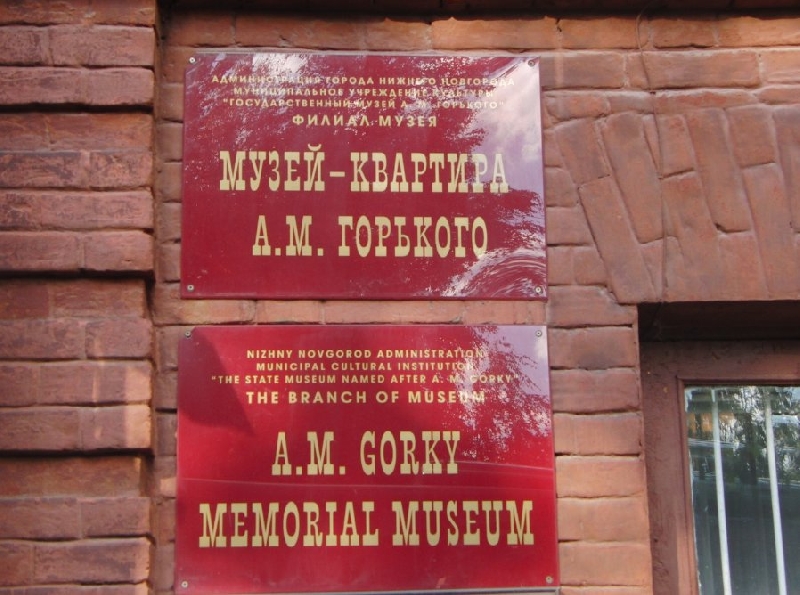 АДМИНИСТРАЦИЯ ГОРОДА НИЖНЕГО НОВГОРОДА
МУНИЦИПАЛЬНОЕ УЧРЕЖДЕНИЕ КУЛЬТУРЫ
"ГОСУДАРСТВЕННЫЙ МУЗЕЙ А. М. ГОРЬКОГО"
ФИЛИАЛ МУЗЕЯ
МУЗЕЙ-КВАРТИРА
А.М. ГОРЬКОГО
NIZHNY NOVGOROD ADMINISTRATION
MUNICIPAL CULTURAL INSTITUTION
"THE STATE MUSEUM NAMED AFTER A. M. GORKY"
THE BRANCH OF MUSEUM
A.M. GORKY
MEMORIAL MUSEUM